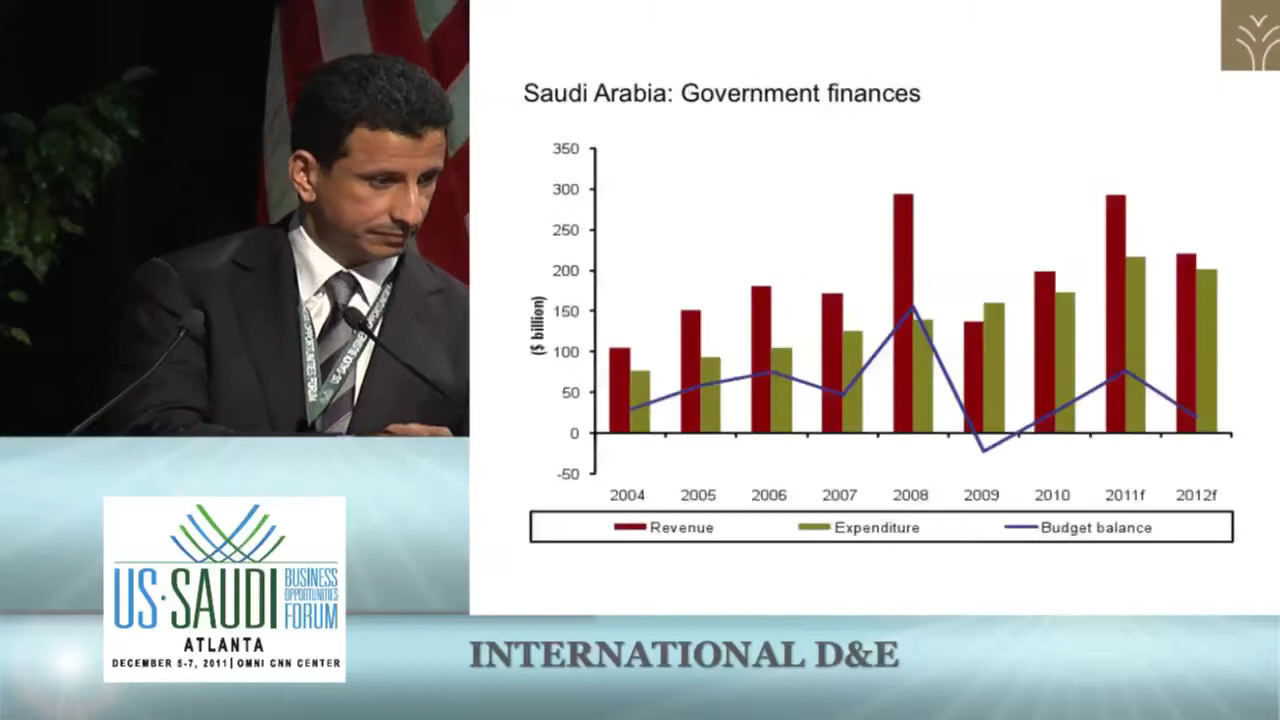 Saudi Arabia: Government finances
350
300
250
200
150
100
50
0
-50
($ billion)
2004 2005 2006 2007 2008 2009 2010 2011f 2012f
Revenue Expenditure Budget balance
US·SAUDI BUSINESS OPPORTUNITIES FORUM
ATLANTA
DECEMBER 5-7, 2011 | OMNI CNN CENTER
INTERNATIONAL D&E